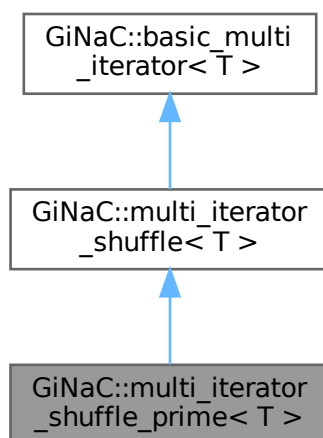 GiNaC::basic_multi
_iterator< T >
GiNaC::multi_iterator
_shuffle< T >
GiNaC::multi_iterator
_shuffle_prime< T >